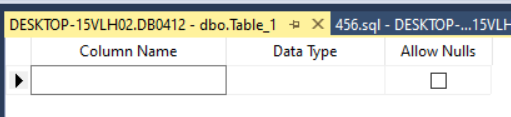 DESKTOP-15VLH02.DB0412 - dbo.Table_1 456.sql - DESKTOP-...15VLH
Column Name Data Type Allow Nulls